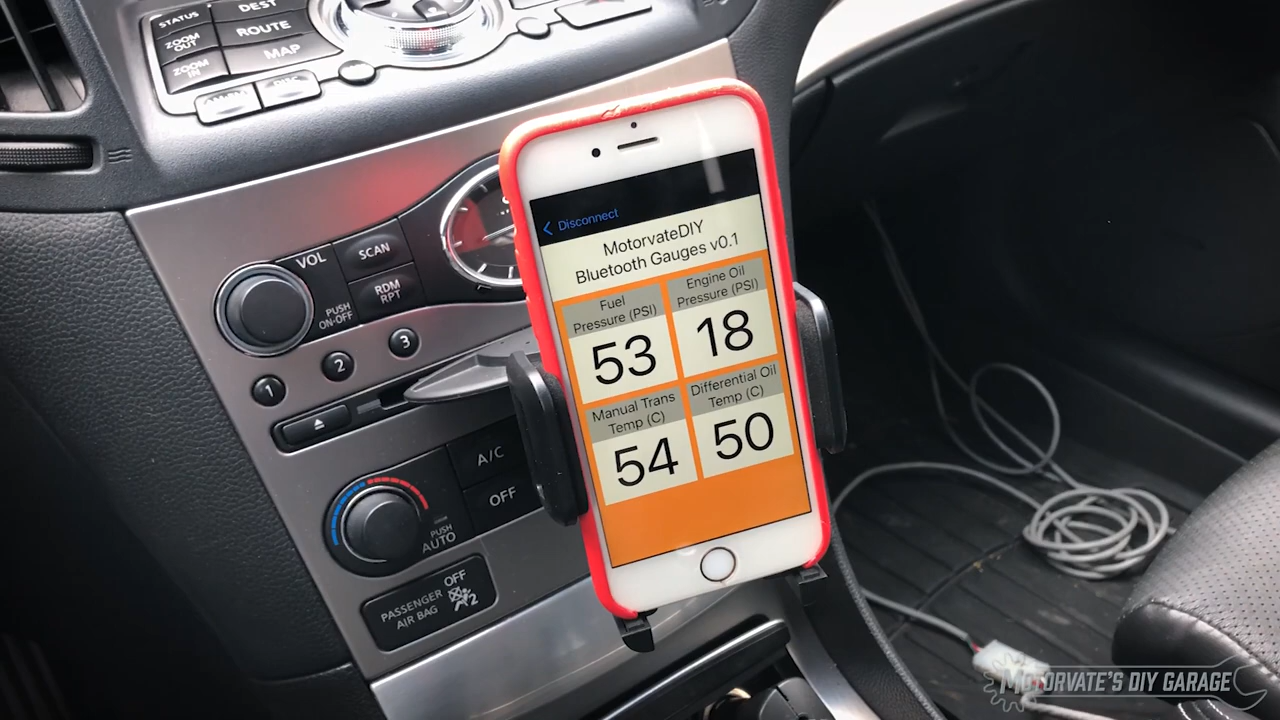 STATUS
DEST
ZOOM
OUT
ROUTE
ZOOM
IN
MAP
DISC
VOL
SCAN
PUSH
ON·OFF
RDM
RPT
1
2
3
A/C
OFF
PUSH
AUTO
PASSENGER
AIR BAG
OFF
2
Disconnect
MotorvateDIY
Bluetooth Gauges v0.1
Fuel
Pressure (PSI)
53
Engine Oil
Pressure (PSI)
18
Manual Trans
Temp (C)
54
Differential Oil
Temp (C)
50
MOTORVATE'S DIY GARAGE